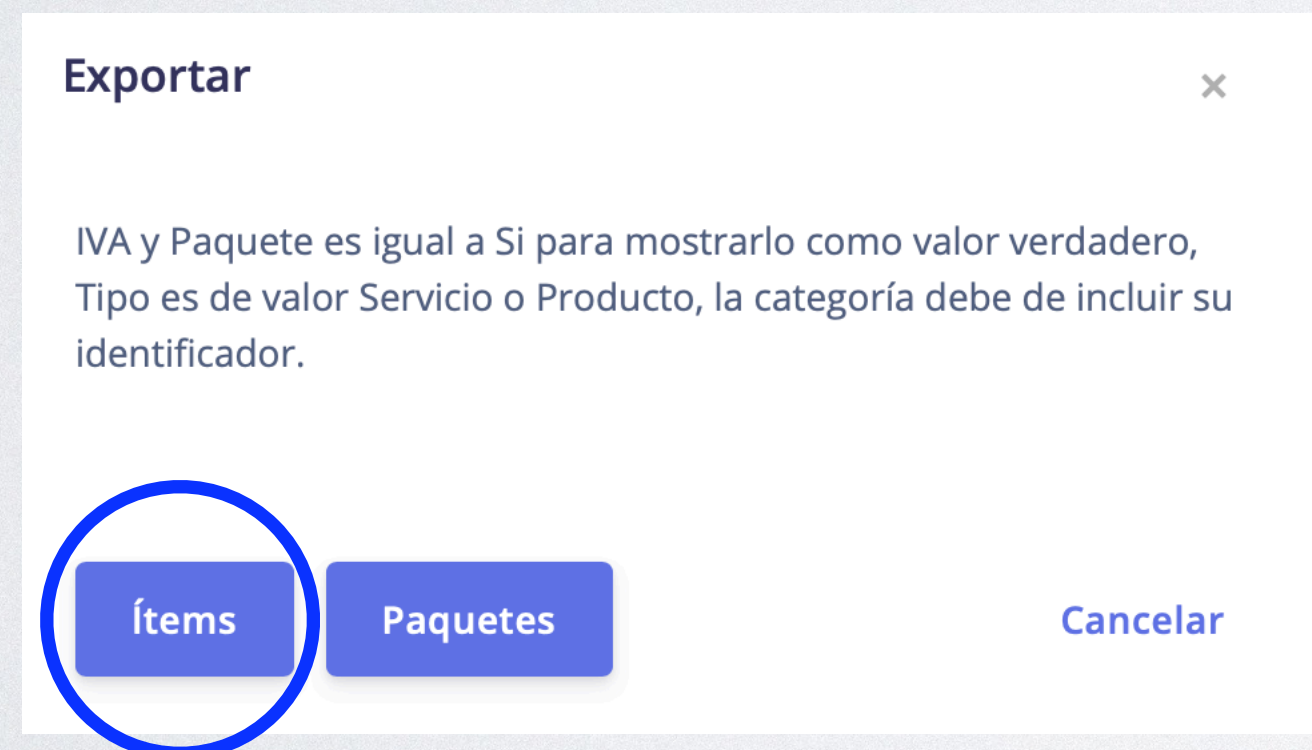 Exportar
×
IVA y Paquete es igual a Si para mostrarlo como valor verdadero,
Tipo es de valor Servicio o Producto, la categoría debe de incluir su
identificador.
Ítems
Paquetes
Cancelar